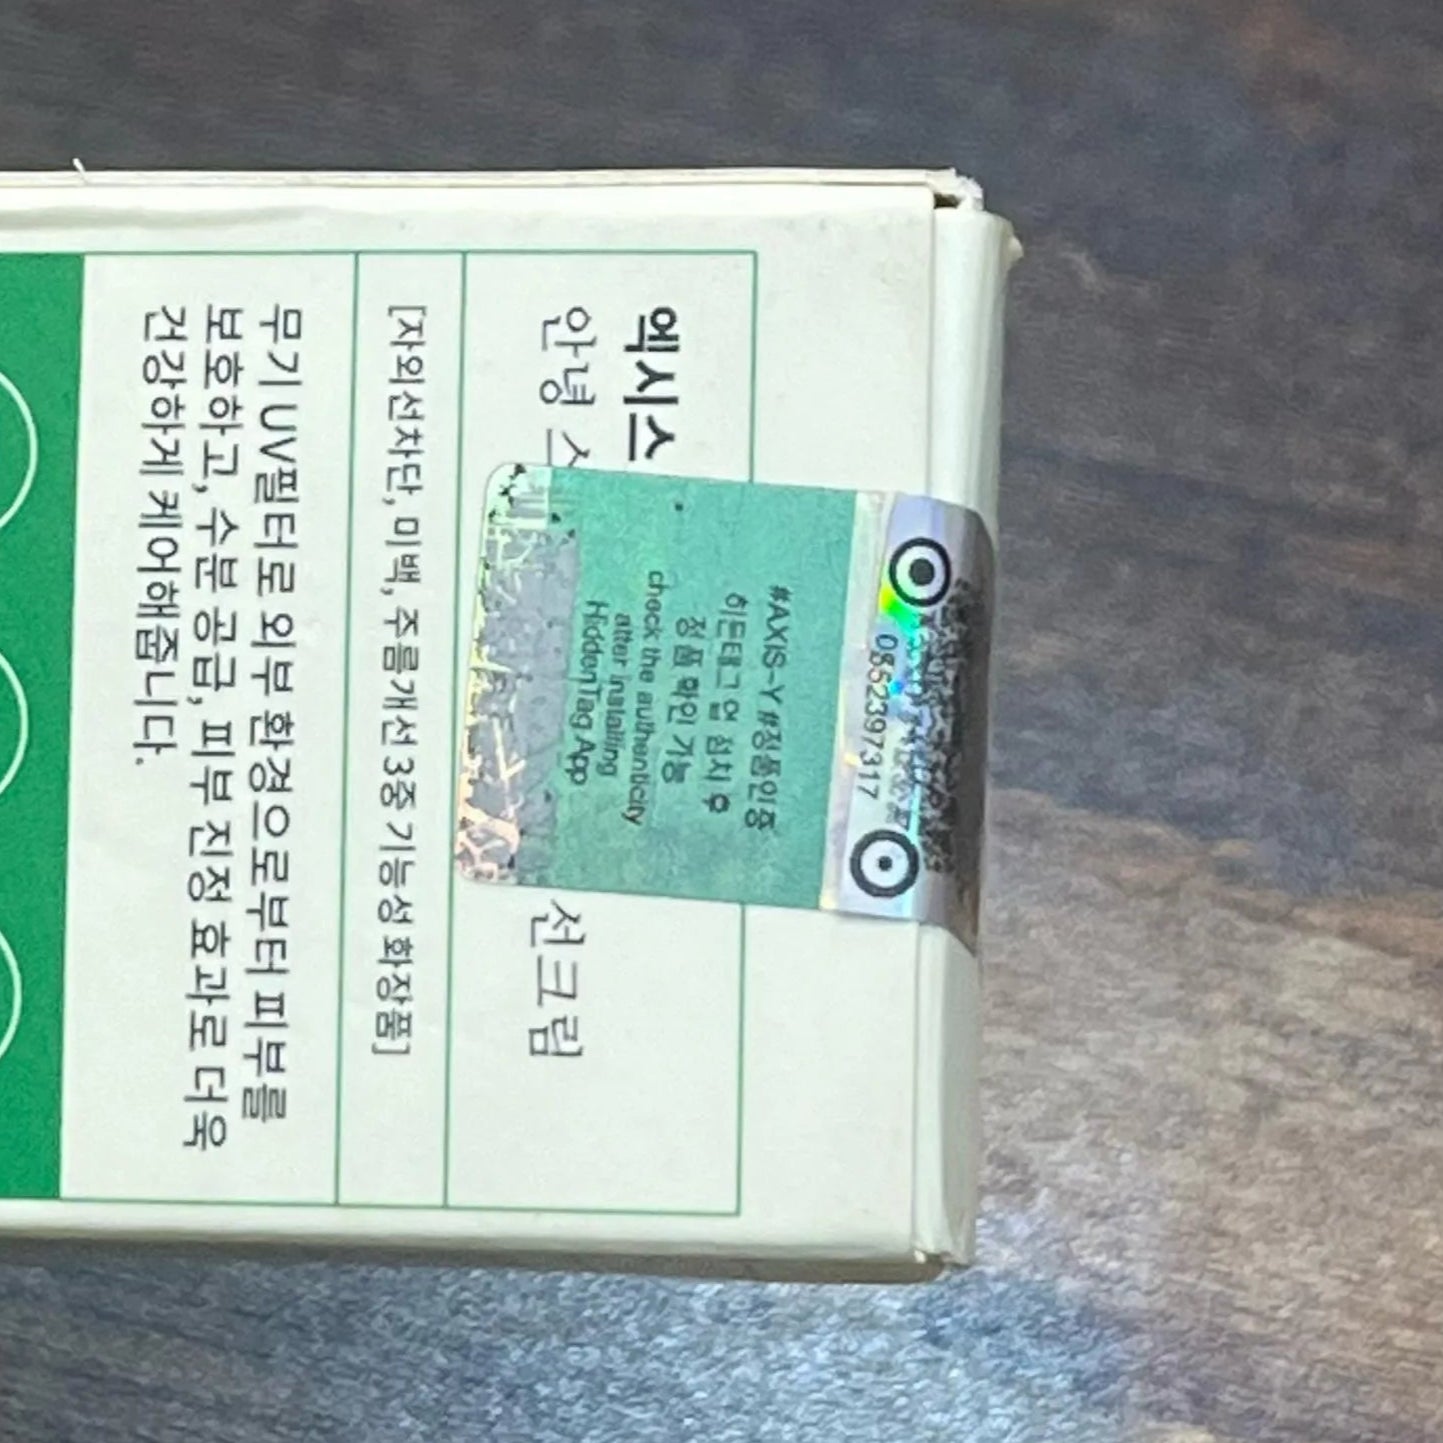 엑시스
안녕 스
선크림
[자외선차단, 미백, 주름개선 3중 기능성 화장품]
무기 UV필터로 외부 환경으로부터 피부를
보호하고, 수분 공급, 피부 진정 효과로 더욱
건강하게 케어해줍니다.
0862397317
#AXIS-Y #정품인증
히든태그 앱 설치 후
정품 확인 가능
check the authenticity
after installing
HiddenTag App